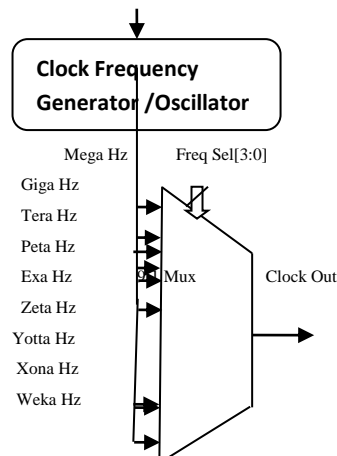 Clock Frequency
Generator /Oscillator
Mega Hz Freq Sel[3:0]
Giga Hz
Tera Hz
Peta Hz
Exa Hz Mux Clock Out
Zeta Hz
Yotta Hz
Xona Hz
Weka Hz